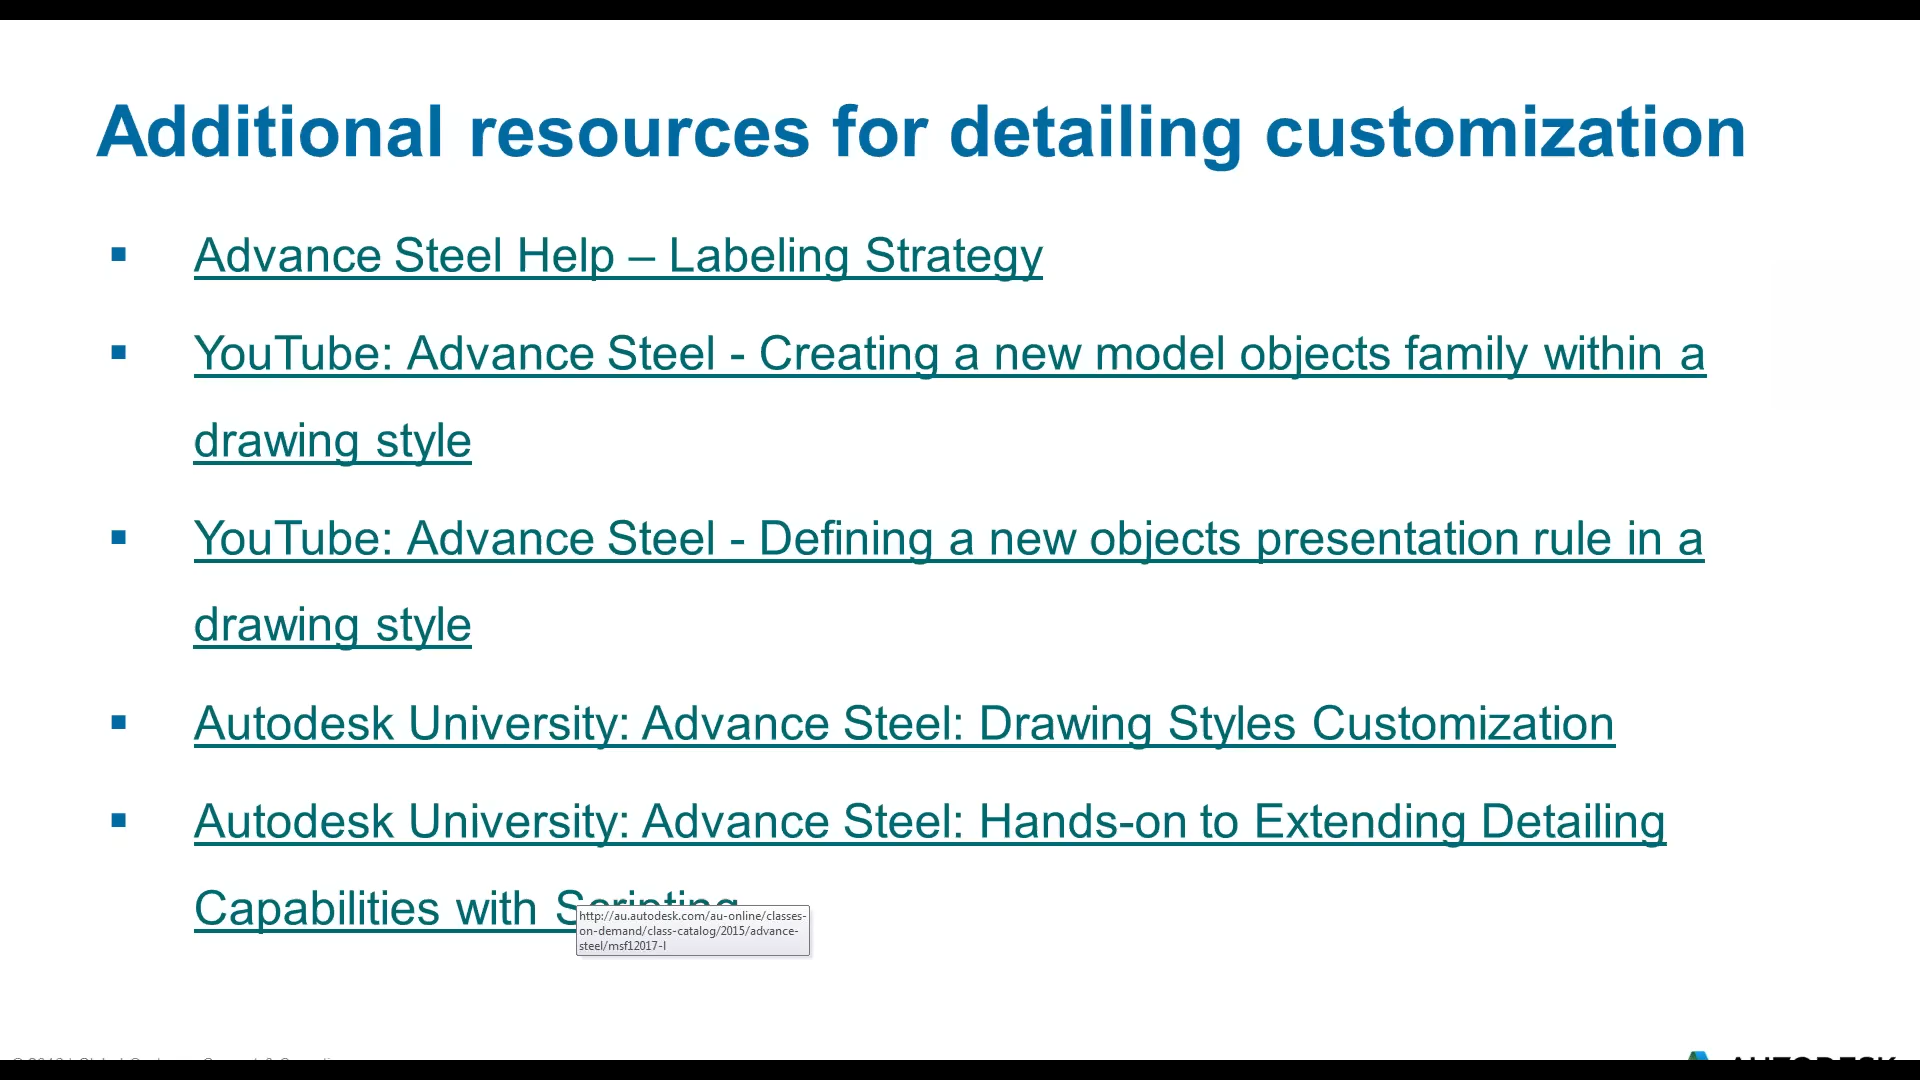 Additional resources for detailing customization
Advance Steel Help – Labeling Strategy
YouTube: Advance Steel - Creating a new model objects family within a
drawing style
YouTube: Advance Steel - Defining a new objects presentation rule in a
drawing style
Autodesk University: Advance Steel: Drawing Styles Customization
Autodesk University: Advance Steel: Hands-on to Extending Detailing
Capabilities with Scripting
http://au.autodesk.com/au-online/classes-
on-demand/class-catalog/2015/advance-
steel/msf12017-l
AUTODESK